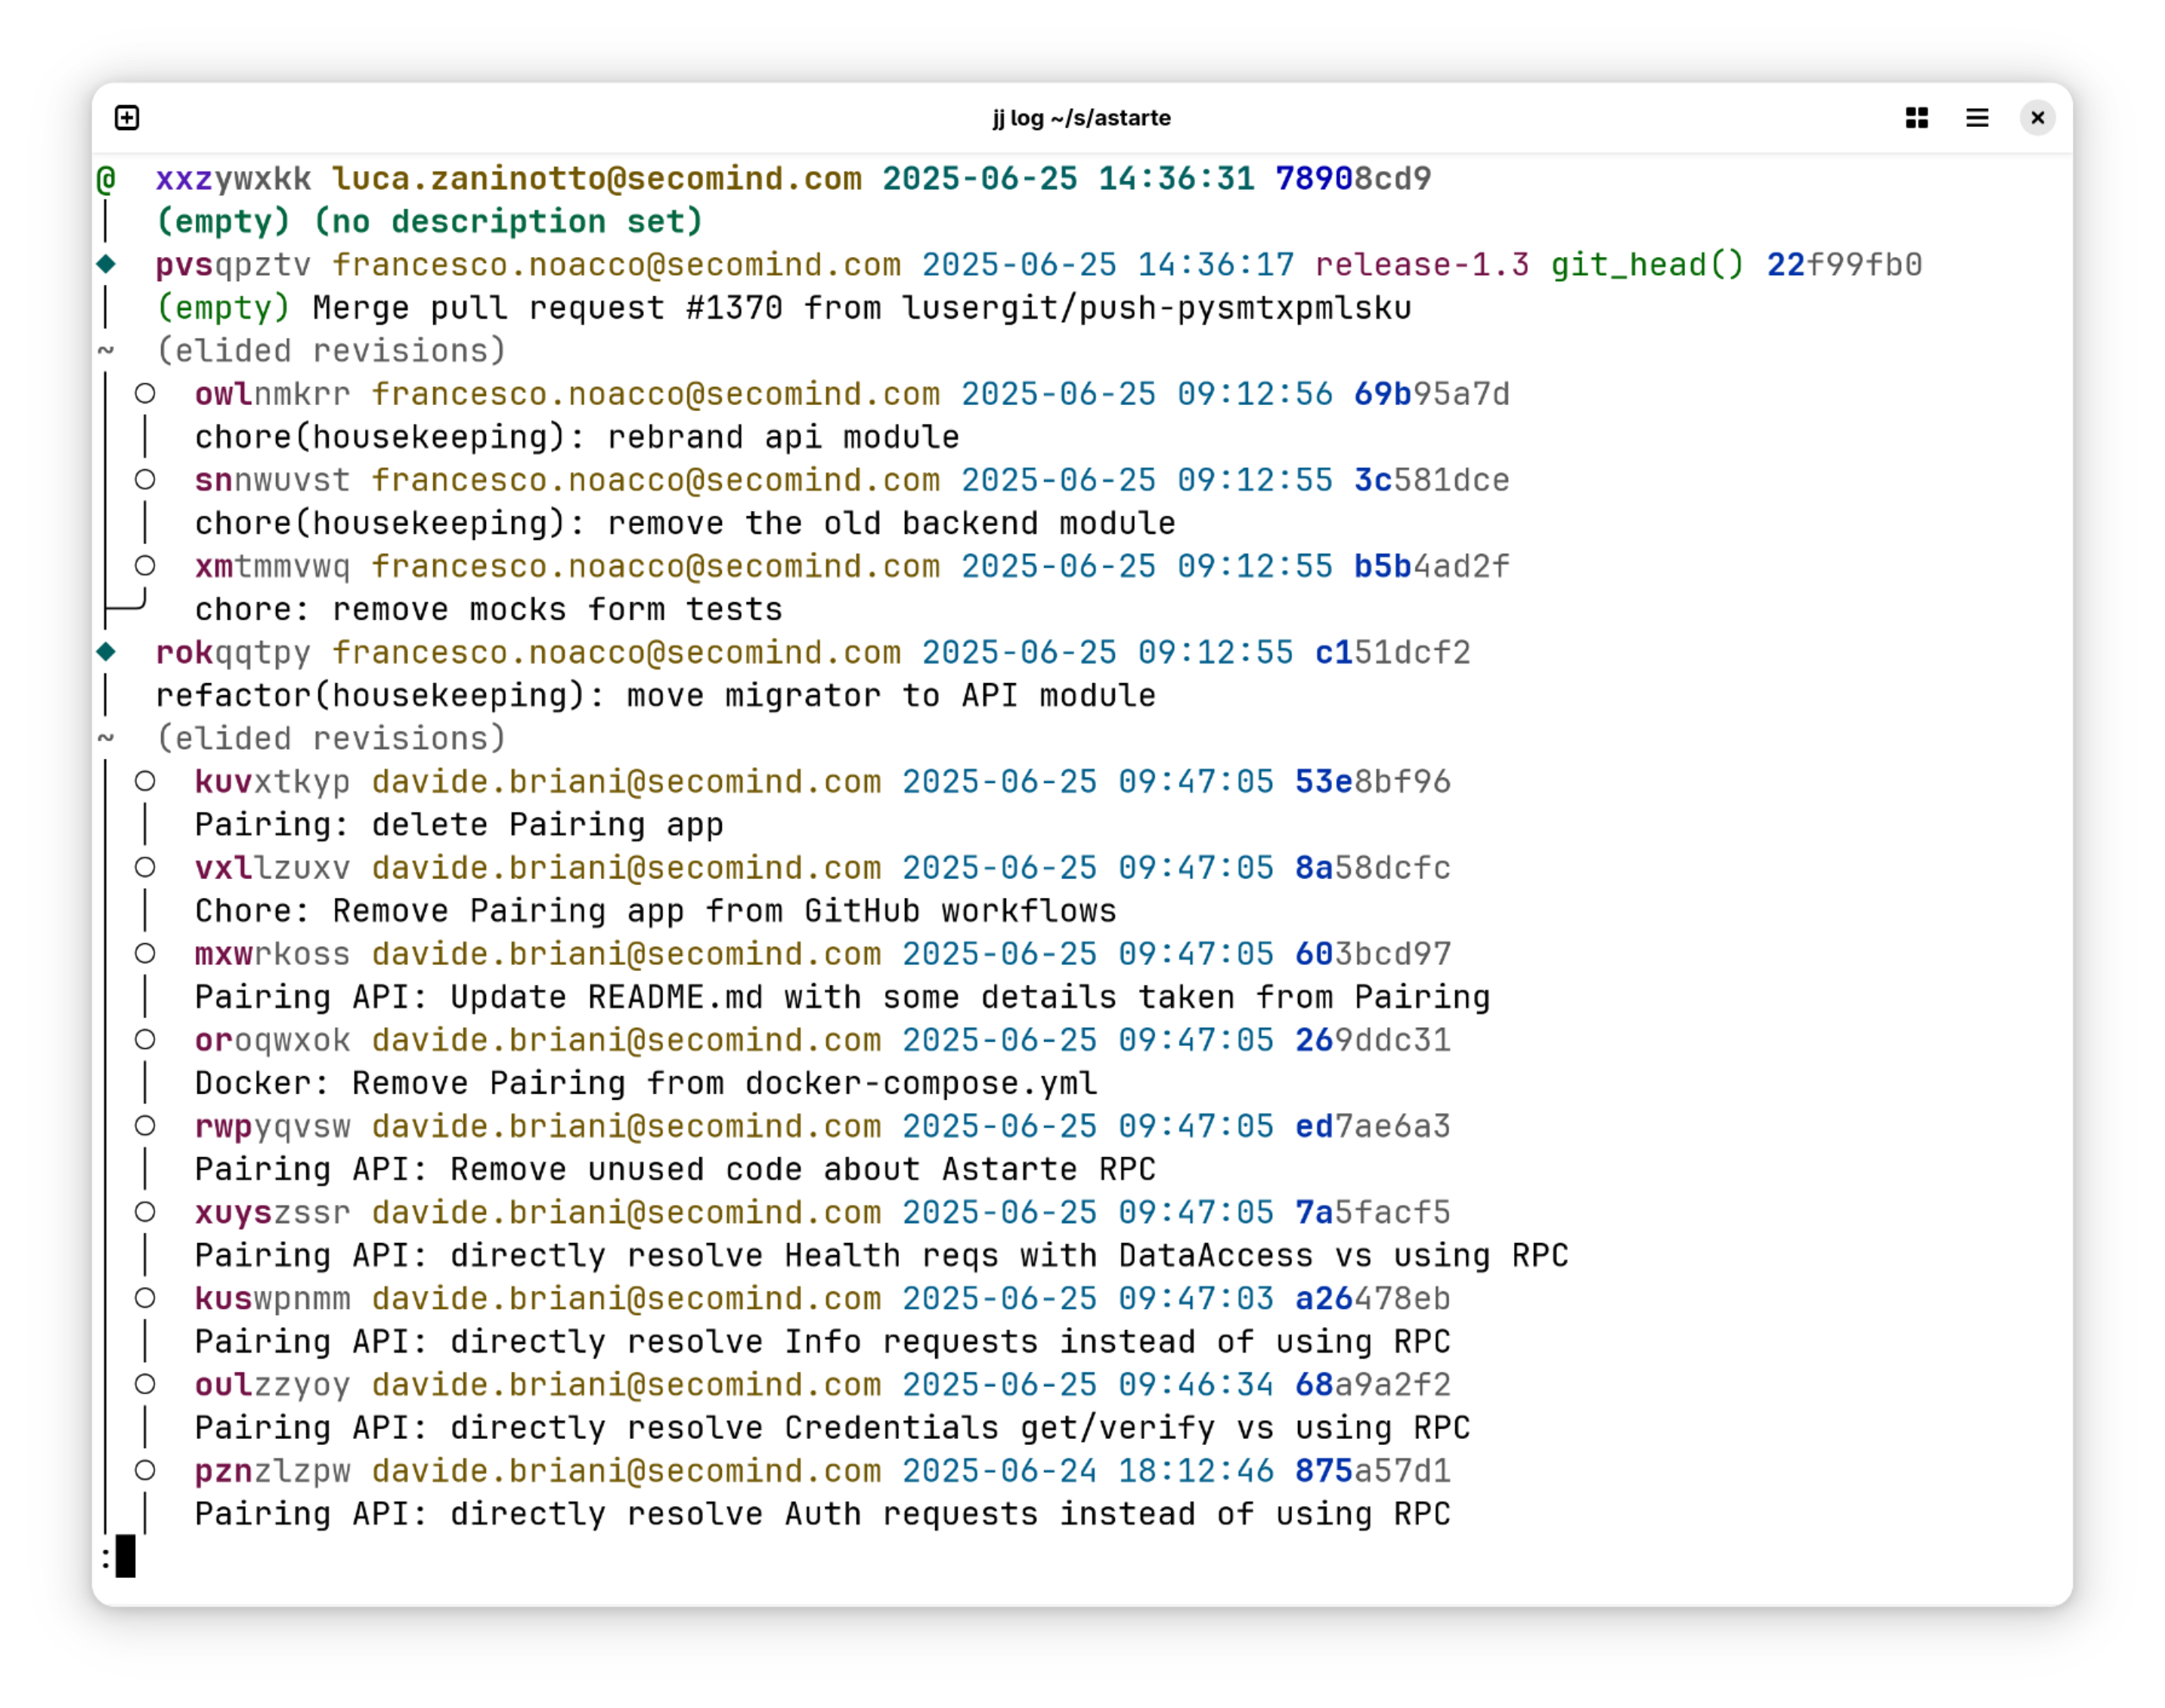 jj log ~/s/astarte
@ xxzywxkk luca.zaninotto@secomind.com 2025-06-25 14:36:31 78908cd9
(empty) (no description set)
pvsqpztv francesco.noacco@secomind.com 2025-06-25 14:36:17 release-1.3 git_head() 22f99fb0
(empty) Merge pull request #1370 from lusergit/push-pysmtxpmlsku
~ (elided revisions)
owlnmkrr francesco.noacco@secomind.com 2025-06-25 09:12:56 69b95a7d
chore(housekeeping): rebrand api module
snnwuvst francesco.noacco@secomind.com 2025-06-25 09:12:55 3c581dce
chore(housekeeping): remove the old backend module
xmtmmvwq francesco.noacco@secomind.com 2025-06-25 09:12:55 b5b4ad2f
chore: remove mocks form tests
rokqqtpy francesco.noacco@secomind.com 2025-06-25 09:12:55 c151dcf2
refactor(housekeeping): move migrator to API module
~ (elided revisions)
kuvxtkyp davide.briani@secomind.com 2025-06-25 09:47:05 53e8bf96
Pairing: delete Pairing app
vxllzuxv davide.briani@secomind.com 2025-06-25 09:47:05 8a58dcfc
Chore: Remove Pairing app from GitHub workflows
mxwrkoss davide.briani@secomind.com 2025-06-25 09:47:05 603bcd97
Pairing API: Update README.md with some details taken from Pairing
oroqwxok davide.briani@secomind.com 2025-06-25 09:47:05 269ddc31
Docker: Remove Pairing from docker-compose.yml
rwpyqvsw davide.briani@secomind.com 2025-06-25 09:47:05 ed7ae6a3
Pairing API: Remove unused code about Astarte RPC
xuyszssr davide.briani@secomind.com 2025-06-25 09:47:05 7a5facf5
Pairing API: directly resolve Health reqs with DataAccess vs using RPC
kuswpnmm davide.briani@secomind.com 2025-06-25 09:47:03 a26478eb
Pairing API: directly resolve Info requests instead of using RPC
oulzzyoy davide.briani@secomind.com 2025-06-25 09:46:34 68a9a2f2
Pairing API: directly resolve Credentials get/verify vs using RPC
pznzlzpw davide.briani@secomind.com 2025-06-24 18:12:46 875a57d1
Pairing API: directly resolve Auth requests instead of using RPC
: